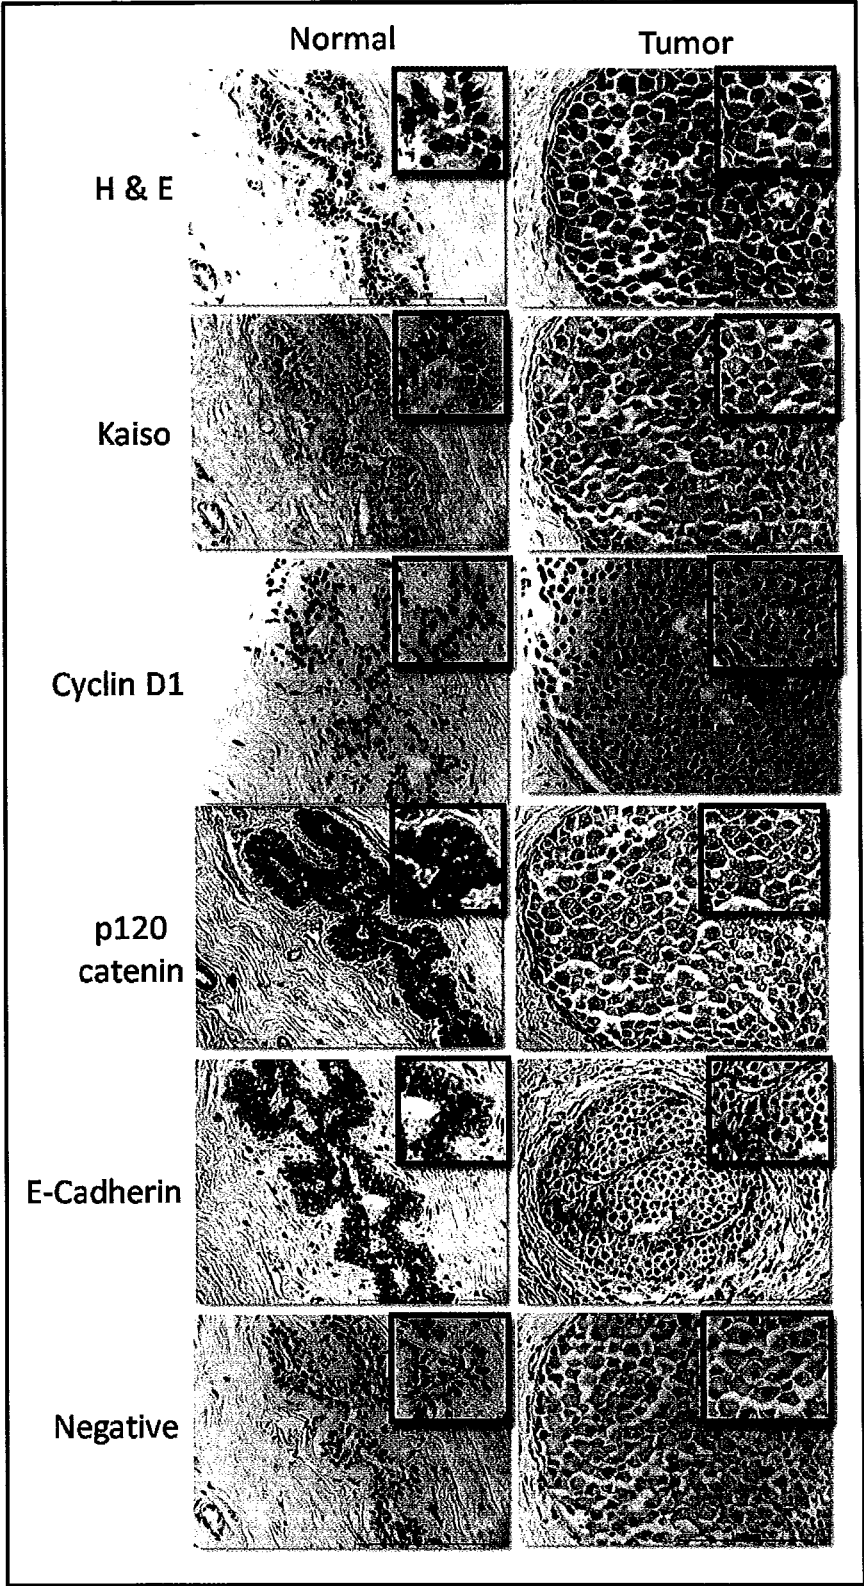 Normal
Tumor
H & E
Kaiso
Cyclin D1
p120
catenin
E-Cadherin
Negative